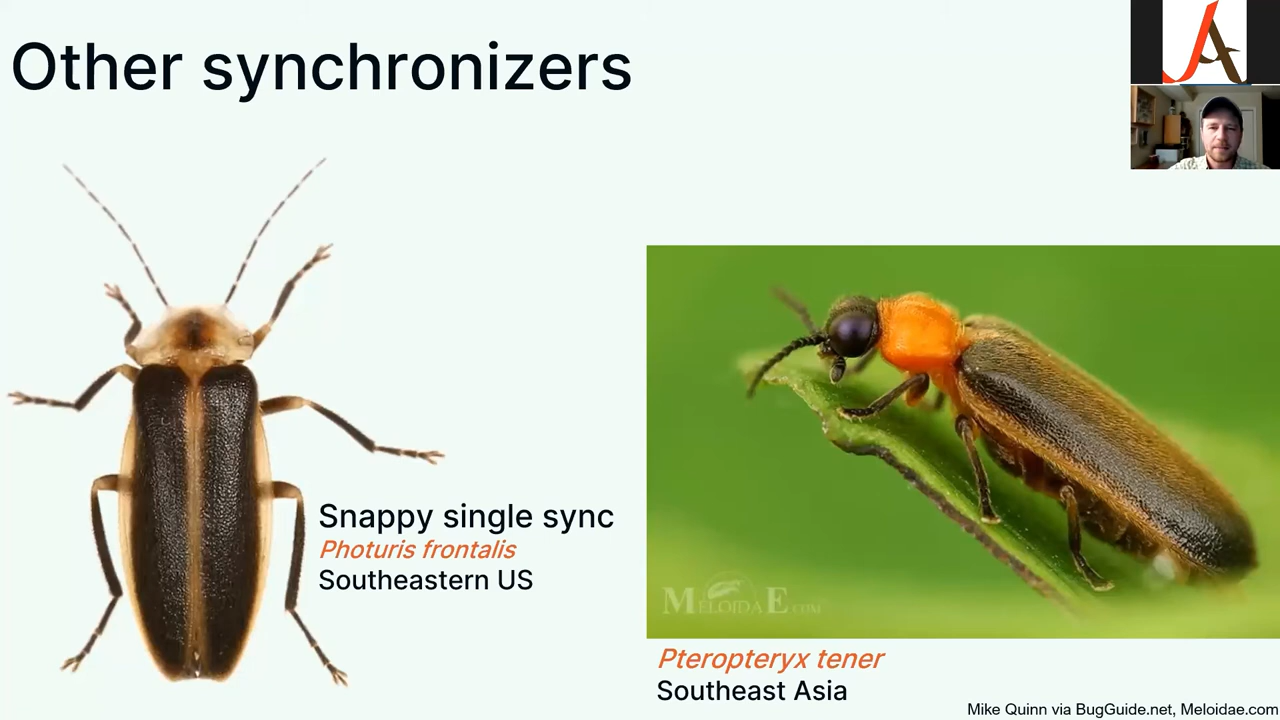 Other synchronizers
Snappy single sync
Photuris frontalis
Southeastern US
MELOIDAE.COM
Pteropteryx tener
Southeast Asia
Mike Quinn via BugGuide.net, Meloidae.com